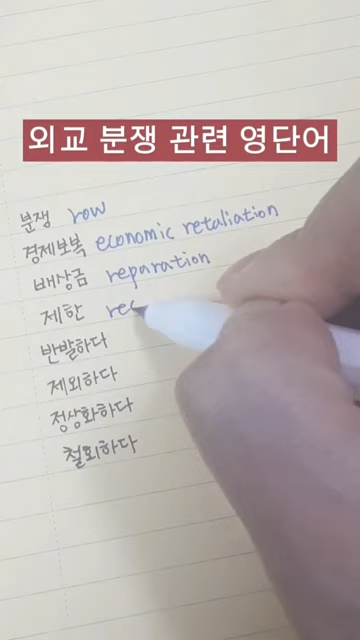 외교 분쟁 관련 영단어
분쟁 row
경제보복 economic retaliation
배상금 reparation
제한 rec
반발하다
제외하다
정상화하다
철회하다